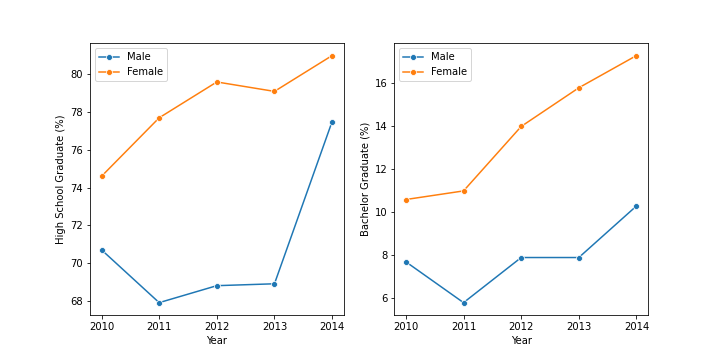 Male
Female
80
78
76
74
72
70
68
High School Graduate (%)
2010 2011 2012 2013 2014
Year
Male
Female
16
14
12
10
8
6
Bachelor Graduate (%)
2010 2011 2012 2013 2014
Year